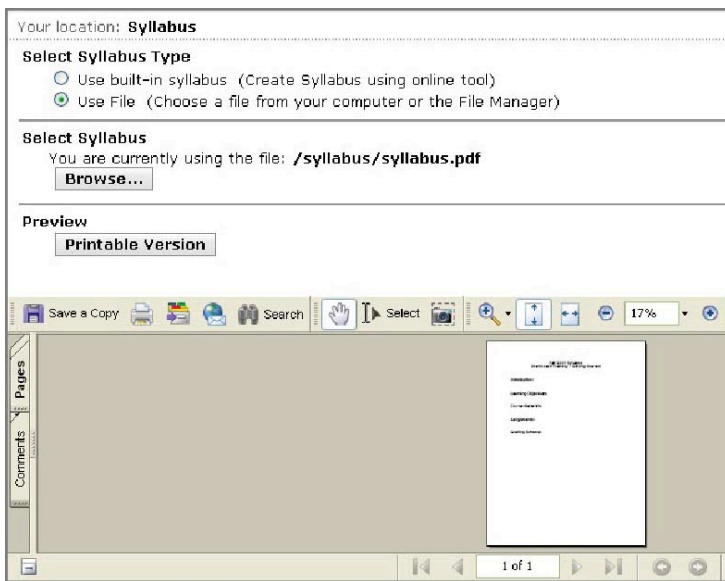 Your location: Syllabus
Select Syllabus Type
Use built-in syllabus (Create Syllabus using online tool)
Use File (Choose a file from your computer or the File Manager)
Select Syllabus
You are currently using the file: /syllabus/syllabus.pdf
Browse...
Preview
Printable Version
Save a Copy Search Select 17%
Pages
Comments
Introduction:
Learning Objectives:
Course Materials:
Assignments:
Grading Scheme:
1 of 1